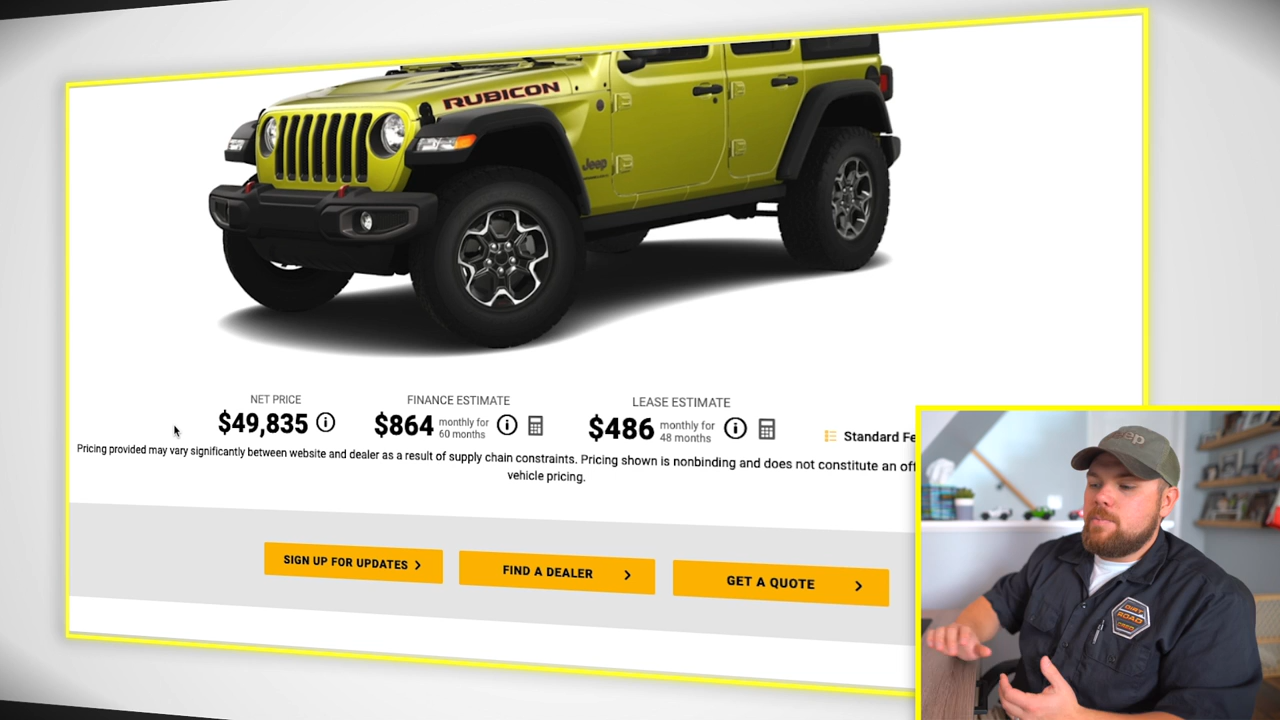 RUBICON
Jeep
NET PRICE
$49,835
FINANCE ESTIMATE
$864 monthly for
60 months
LEASE ESTIMATE
$486 monthly for
48 months
Standard Fe
Pricing provided may vary significantly between website and dealer as a result of supply chain constraints. Pricing shown is nonbinding and does not constitute an of
vehicle pricing.
SIGN UP FOR UPDATES
FIND A DEALER
GET A QUOTE
Jeep
DIRT
ROAD